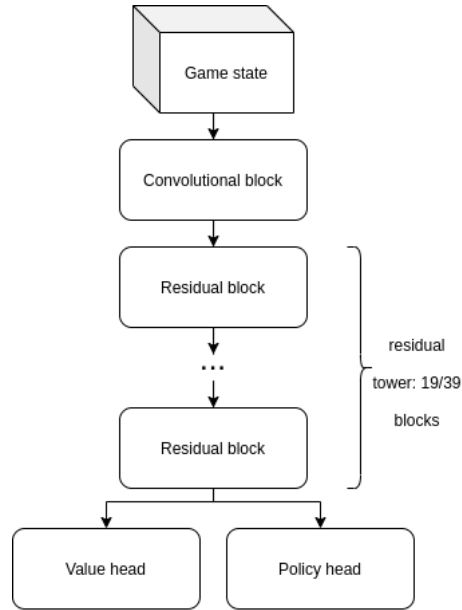 Game state
Convolutional block
Residual block
...
residual
tower: 19/39
blocks
Residual block
Value head
Policy head